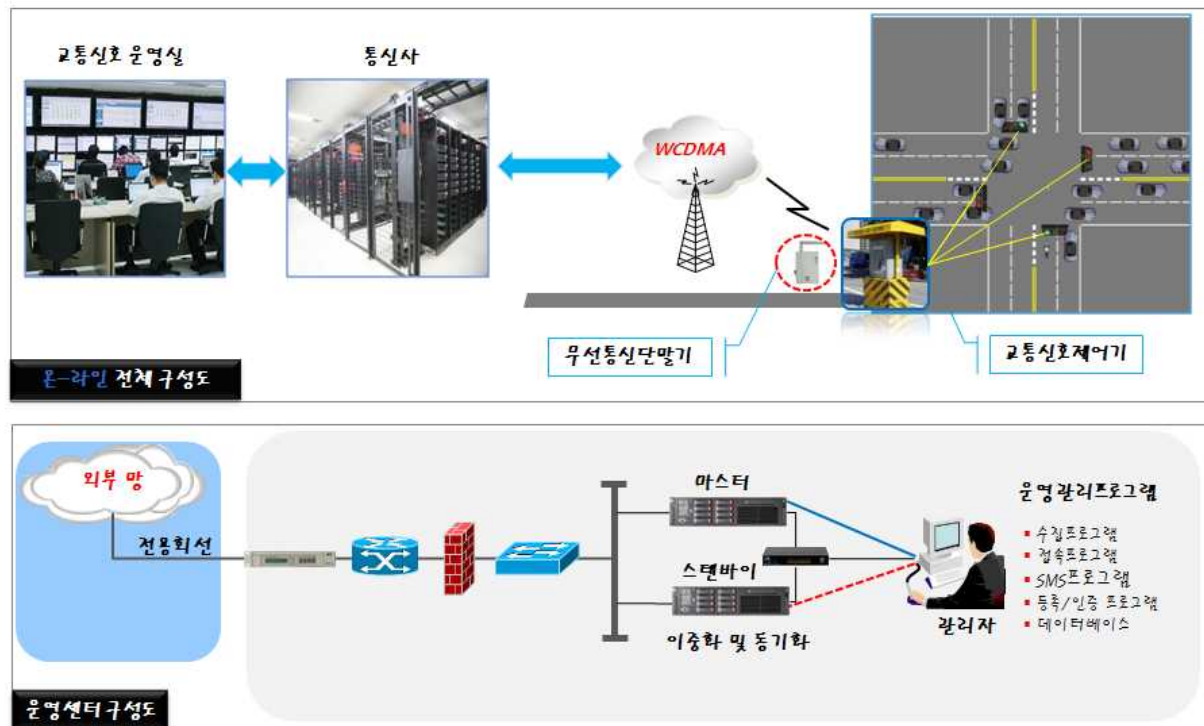 교통신호 운영실
통신사
WCDMA
무선통신단말기
교통신호제어기
온-라인 전체 구성도
외부 망
전용회선
마스터
스텐바이
이중화 및 동기화
관리자
운영관리프로그램
수집프로그램
접속프로그램
SMS프로그램
등록/인증 프로그램
데이터베이스
운영센터 구성도